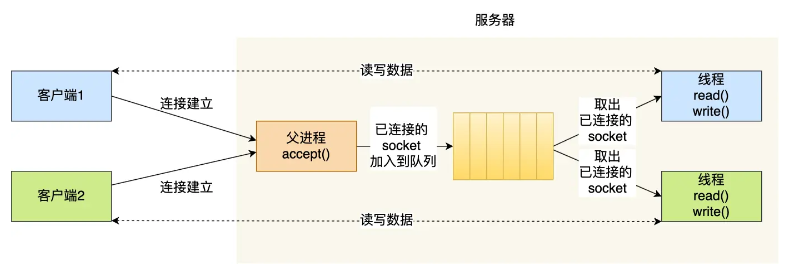 服务器
读写数据
客户端1
连接建立
父进程
accept()
已连接的
socket
加入到队列
取出
已连接的
socket
线程
read()
write()
客户端2
连接建立
取出
已连接的
socket
线程
read()
write()
读写数据